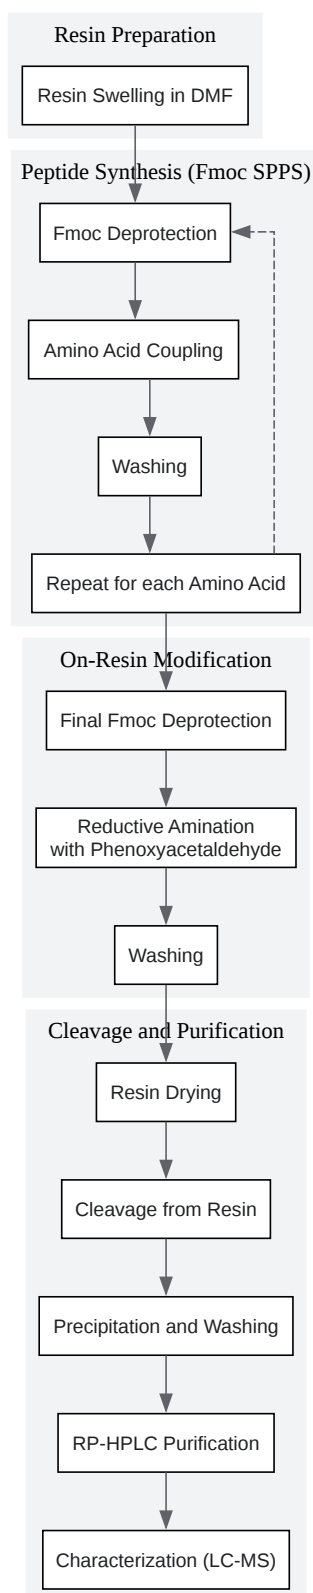 Resin Preparation
Resin Swelling in DMF
Peptide Synthesis (Fmoc SPPS)
Fmoc Deprotection
Amino Acid Coupling
Washing
Repeat for each Amino Acid
On-Resin Modification
Final Fmoc Deprotection
Reductive Amination
with Phenoxyacetaldehyde
Washing
Cleavage and Purification
Resin Drying
Cleavage from Resin
Precipitation and Washing
RP-HPLC Purification
Characterization (LC-MS)